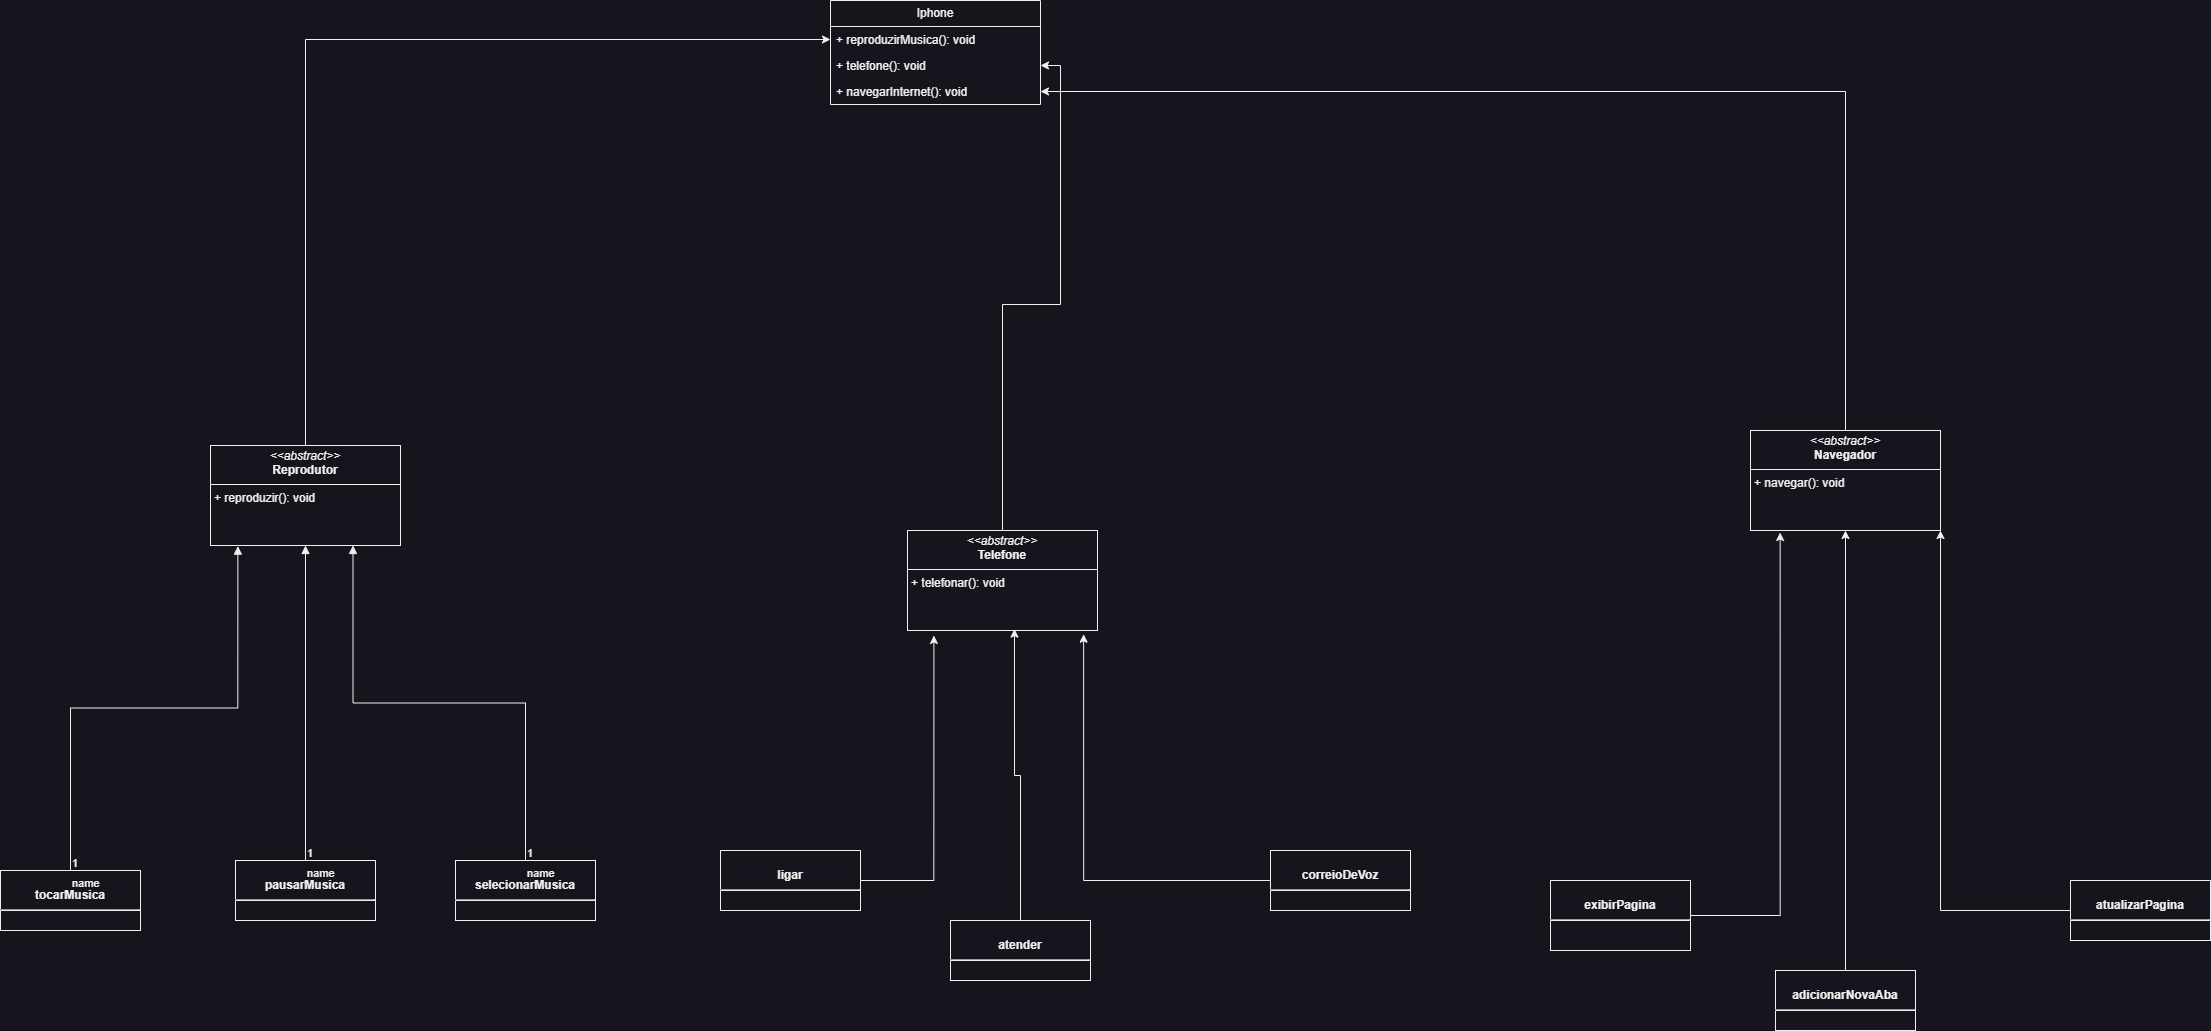 Iphone
+ reproduzirMusica(): void
+ telefone(): void
+ navegarInternet(): void
<<abstract>>
Reprodutor
+ reproduzir(): void
<<abstract>>
Telefone
+ telefonar(): void
<<abstract>>
Navegador
+ navegar(): void
1
name
tocarMusica
1
name
pausarMusica
1
name
selecionarMusica
ligar
atender
correioDeVoz
exibirPagina
adicionarNovaAba
atualizarPagina